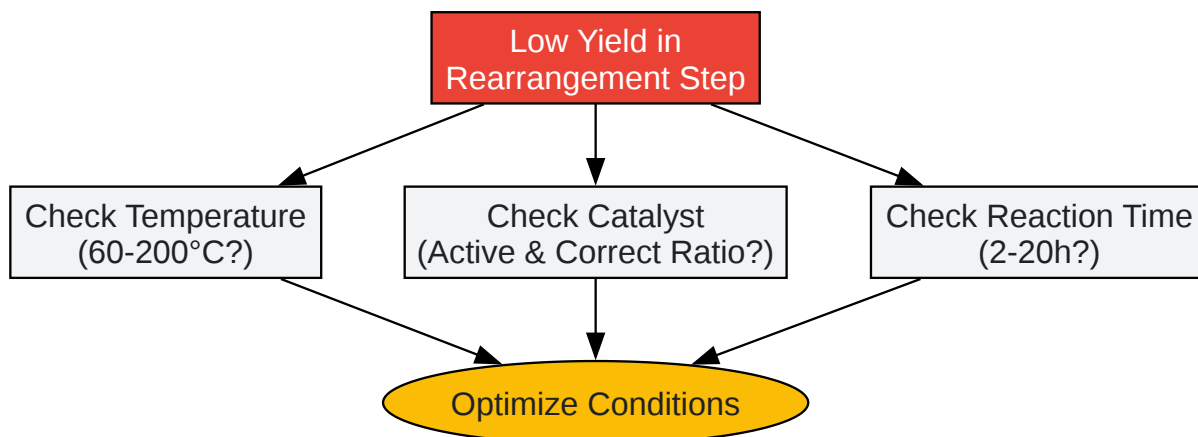 Low Yield in
Rearrangement Step
Check Temperature
(60-200°C?)
Check Catalyst
(Active & Correct Ratio?)
Check Reaction Time
(2-20h?)
Optimize Conditions